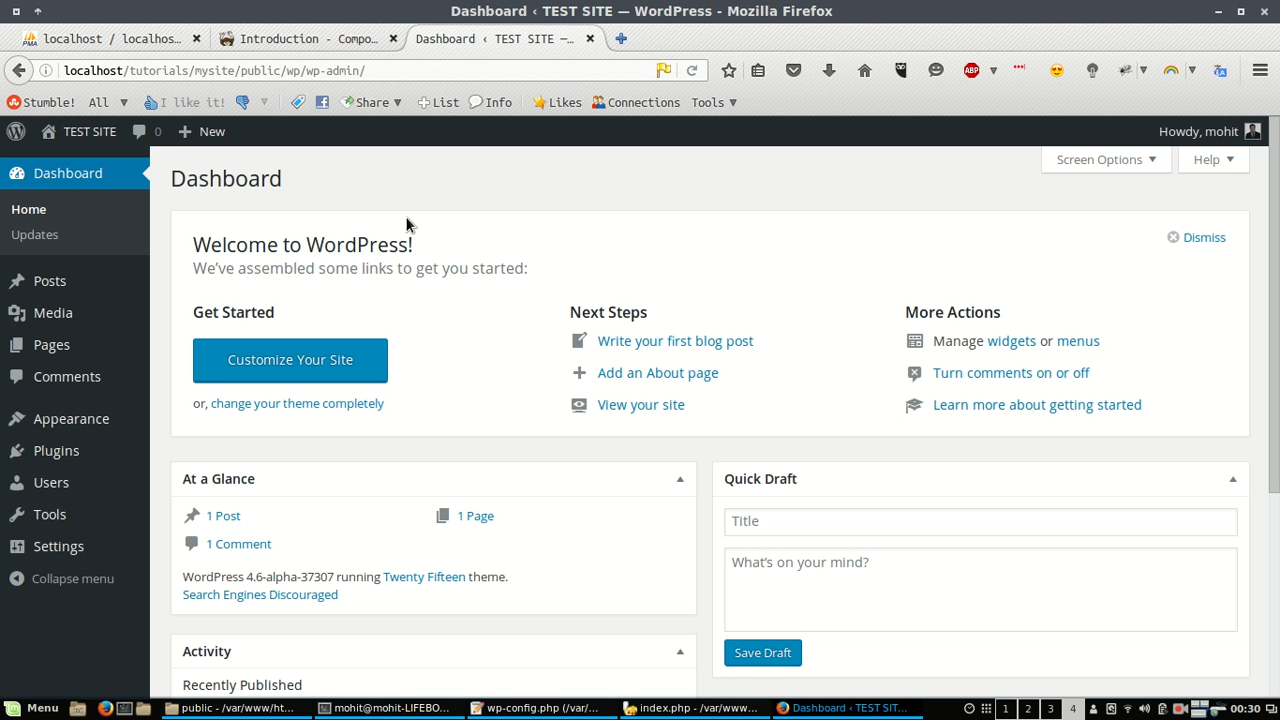 Dashboard ‹ TEST SITE — WordPress - Mozilla Firefox
localhost / localhos...
Introduction - Compo...
Dashboard ‹ TEST SITE —...
localhost/tutorials/mysite/public/wp/wp-admin/
ABP
Stumble!
All
I like it!
Share
List
Info
Likes
Connections
Tools
TEST SITE
0
New
Howdy, mohit
Screen Options
Help
Dashboard
Home
Updates
Posts
Media
Pages
Comments
Appearance
Plugins
Users
Tools
Settings
Collapse menu
Dashboard
Welcome to WordPress!
We’ve assembled some links to get you started:
Dismiss
Get Started
Customize Your Site
or, change your theme completely
Next Steps
Write your first blog post
Add an About page
View your site
More Actions
Manage widgets or menus
Turn comments on or off
Learn more about getting started
At a Glance
1 Post
1 Page
1 Comment
WordPress 4.6-alpha-37307 running Twenty Fifteen theme.
Search Engines Discouraged
Activity
Recently Published
Quick Draft
Title
What’s on your mind?
Save Draft
Menu
public - /var/www/ht...
mohit@mohit-LIFEBO...
wp-config.php (/var/...
index.php - /var/www...
Dashboard ‹ TEST SIT...
1
2
3
4
00:30